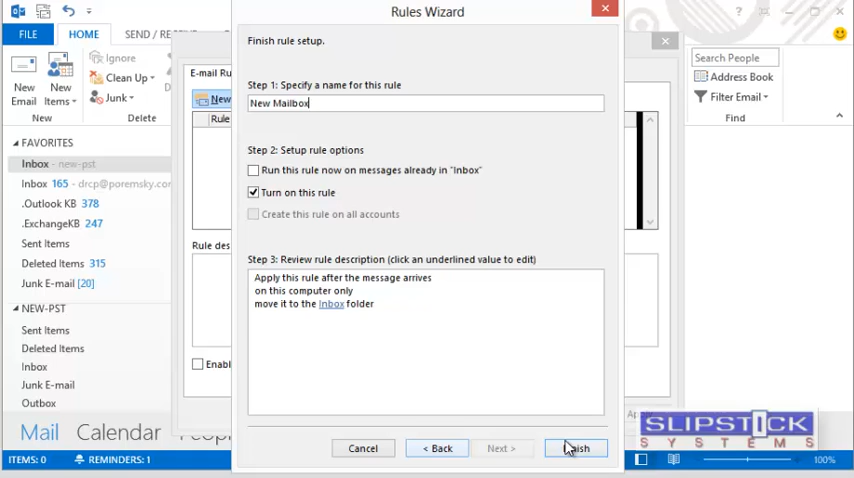 Rules Wizard
FILE
HOME
SEND / RECEIVE
Ignore
Clean Up
Junk
New
Email
New
Items
New
Delete
Search People
Address Book
Filter Email
Find
FAVORITES
Inbox - new-pst
Inbox 165 - drcp@poremsky.co
.Outlook KB 378
.ExchangeKB 247
Sent Items
Deleted Items 315
Junk E-mail [20]
NEW-PST
Sent Items
Deleted Items
Inbox
Junk E-mail
Outbox
Mail Calendar
E-mail Ru
New
Rule
Rule des
Enabl
Finish rule setup.
Step 1: Specify a name for this rule
New Mailbox
Step 2: Setup rule options
Run this rule now on messages already in "Inbox"
Turn on this rule
Create this rule on all accounts
Step 3: Review rule description (click an underlined value to edit)
Apply this rule after the message arrives
on this computer only
move it to the Inbox folder
Cancel
< Back
Next >
Finish
SLIPSTICK
SYSTEMS
ITEMS: 0
REMINDERS: 1
100%